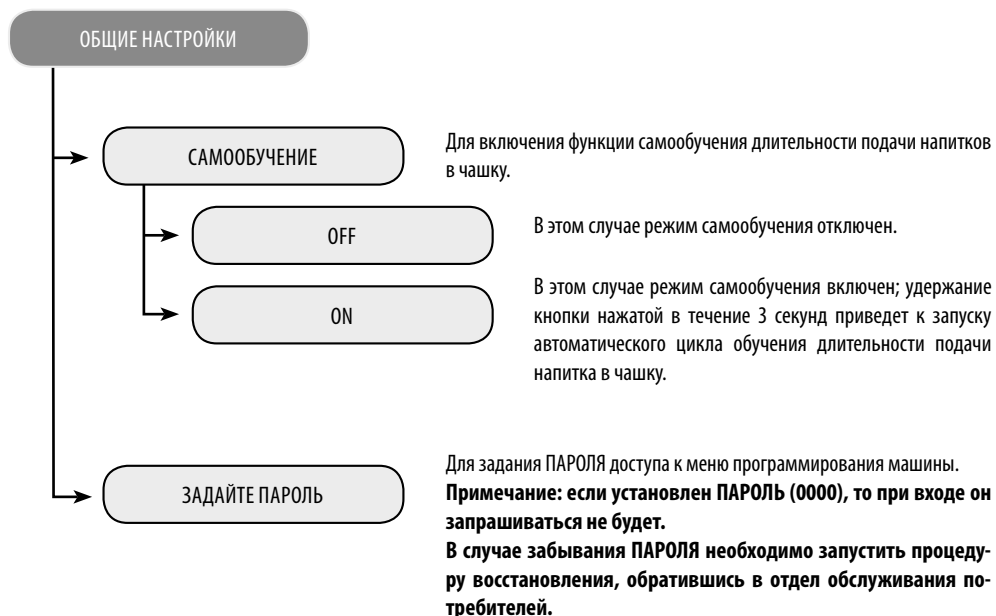 ОБЩИЕ НАСТРОЙКИ
САМООБУЧЕНИЕ
Для включения функции самообучения длительности подачи напитков
в чашку.
OFF
В этом случае режим самообучения отключен.
ON
В этом случае режим самообучения включен; удержание
кнопки нажатой в течение 3 секунд приведет к запуску
автоматического цикла обучения длительности подачи
напитка в чашку.
ЗАДАЙТЕ ПАРОЛЬ
Для задания ПАРОЛЯ доступа к меню программирования машины.
Примечание: если установлен ПАРОЛЬ (0000), то при входе он
запрашиваться не будет.
В случае забывания ПАРОЛЯ необходимо запустить процеду-
ру восстановления, обратившись в отдел обслуживания по-
требителей.